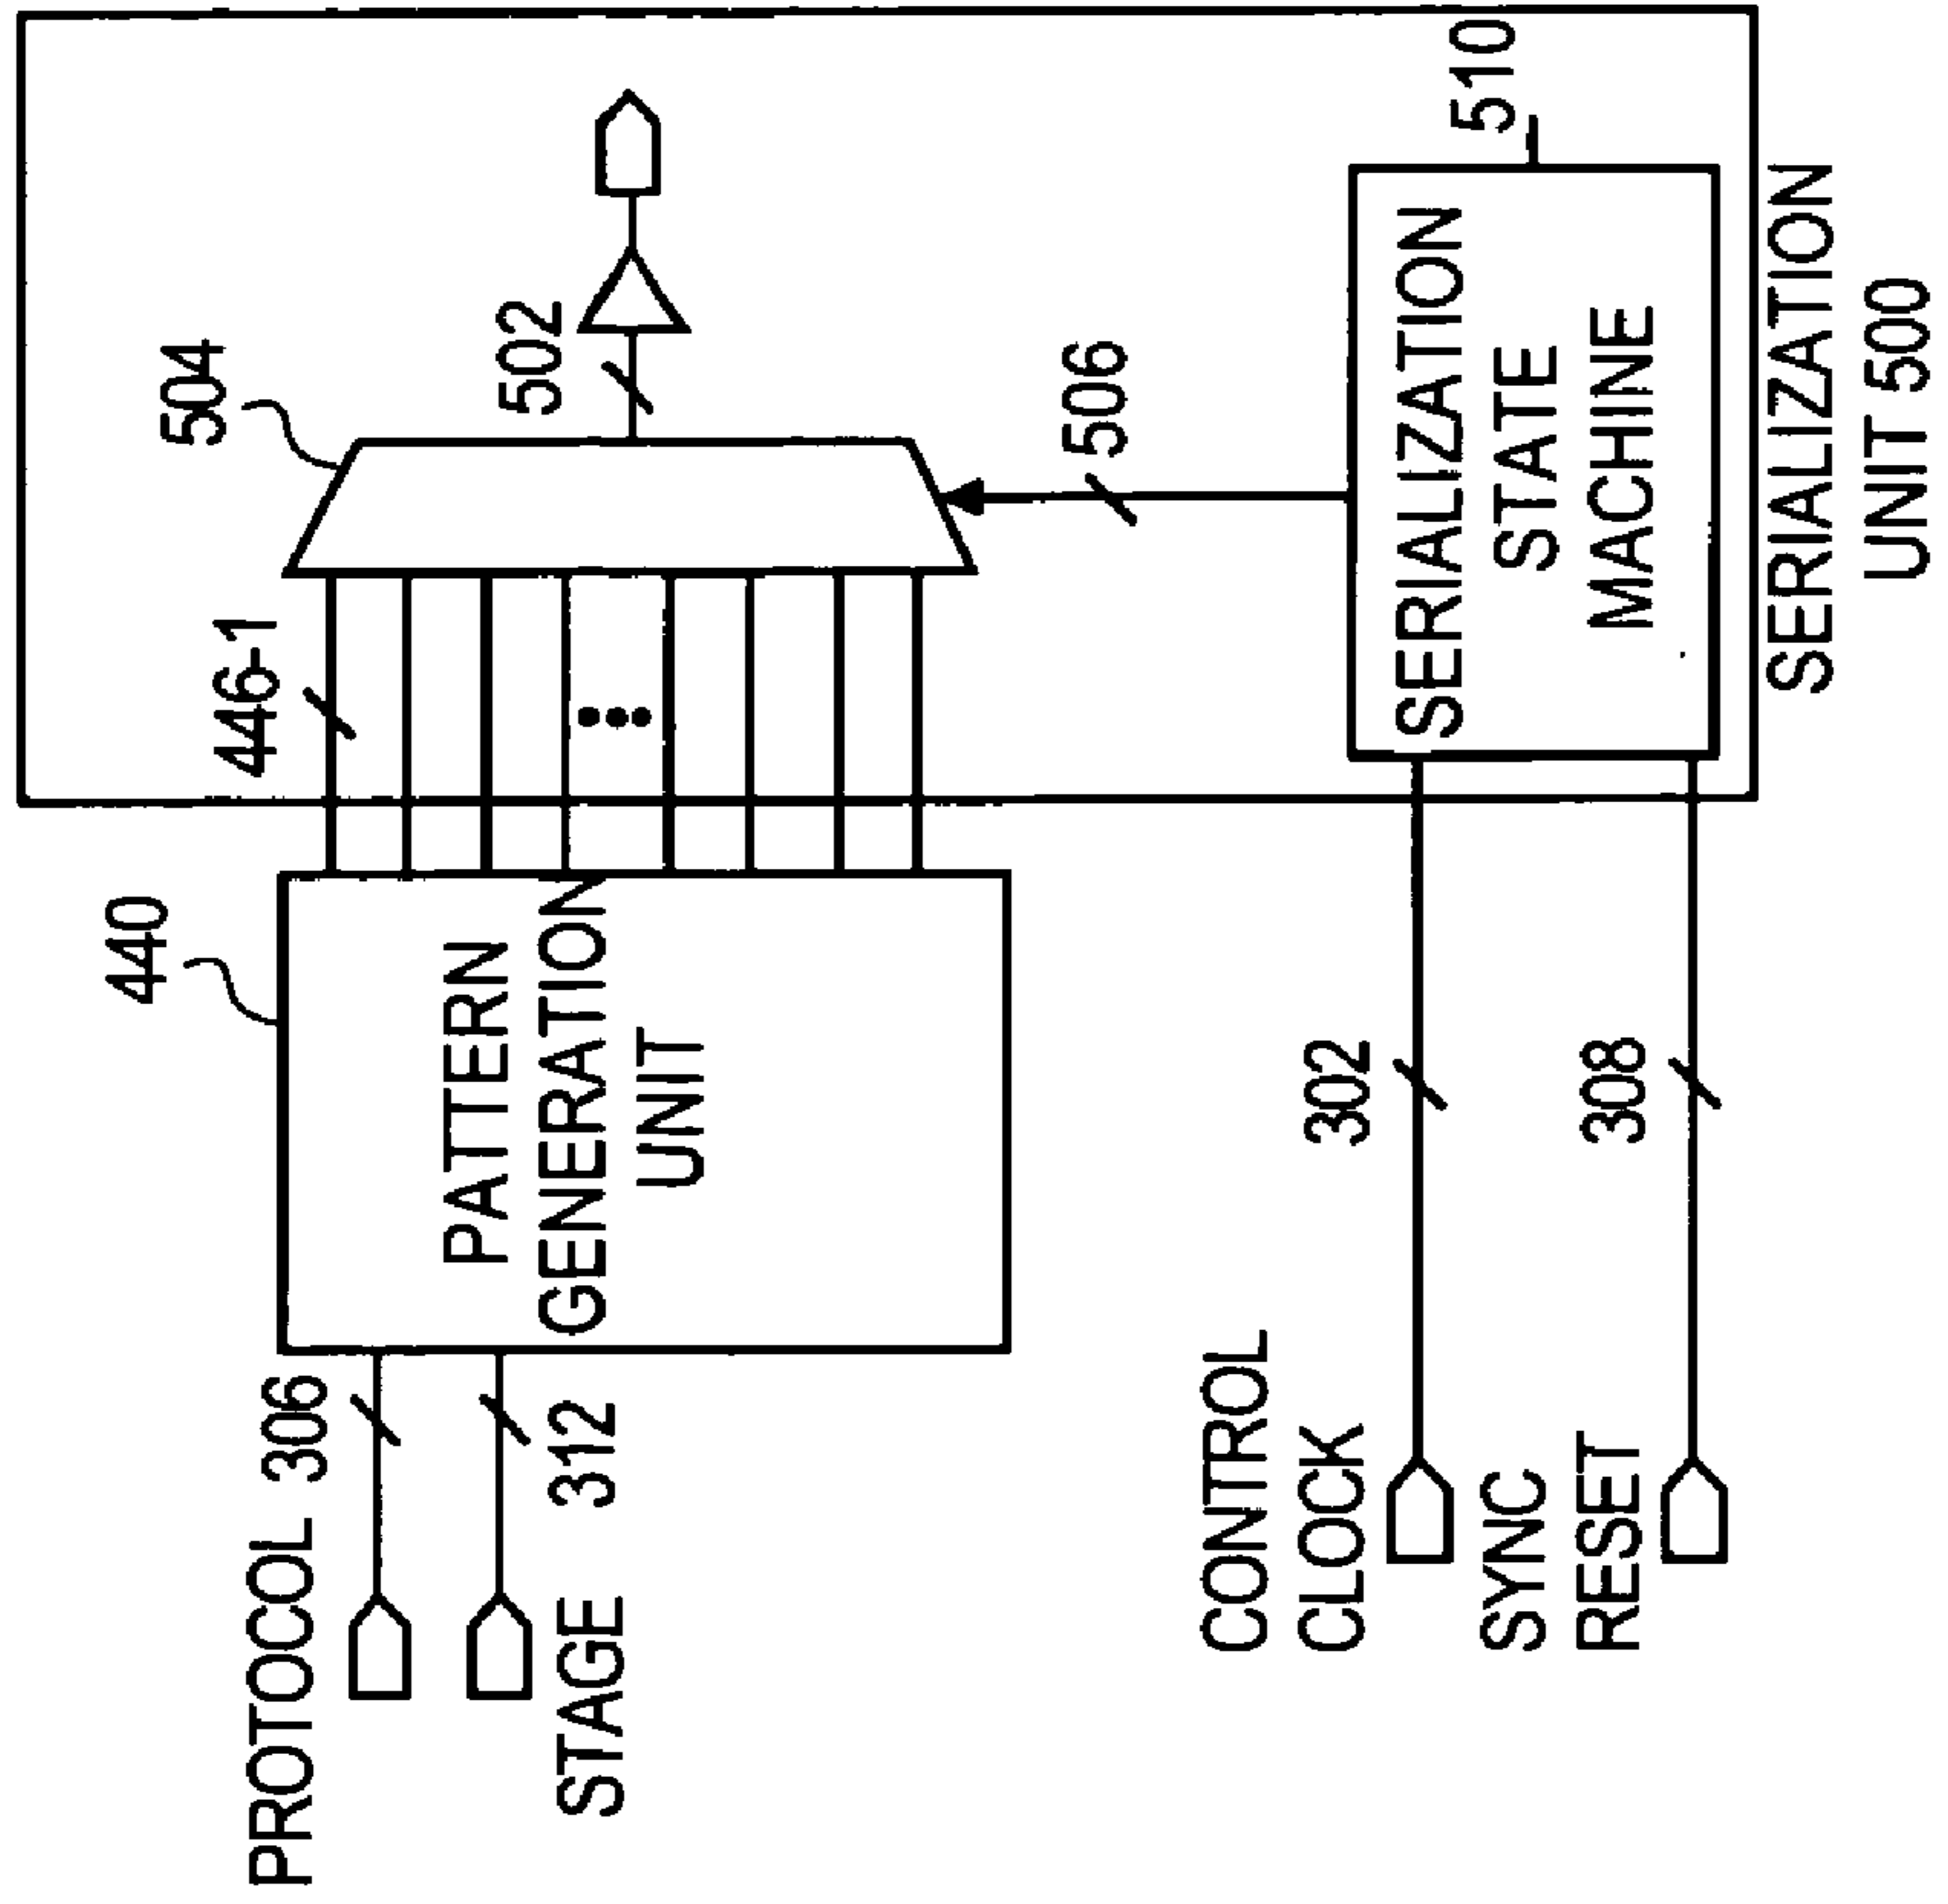 440
PATTERN
GENERATION
UNIT
PROTOCOL 306
STAGE 312
446-1
504
502
506
CONTROL
CLOCK
302
SYNC
RESET
308
SERIALIZATION
STATE
MACHINE
510
SERIALIZATION
UNIT 500